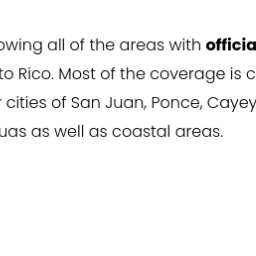 owing all of the areas with officia
to Rico. Most of the coverage is c
r cities of San Juan, Ponce, Cayey
uas as well as coastal areas.